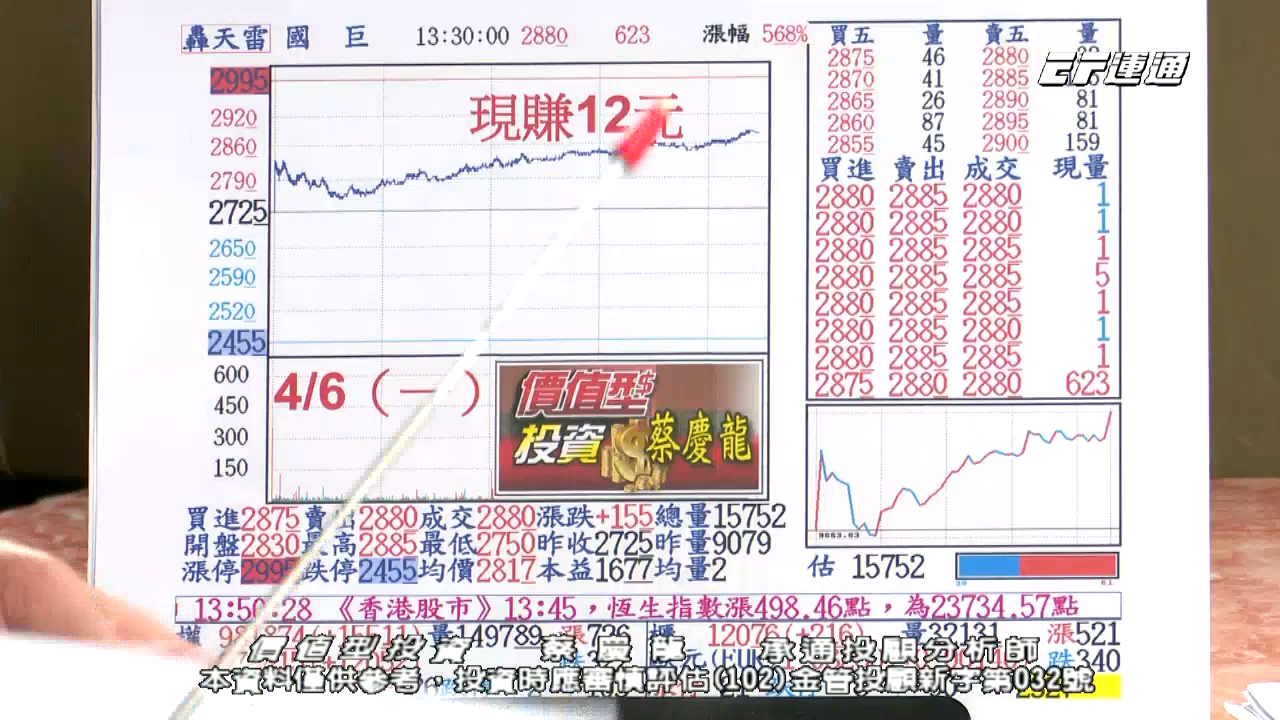 轟天雷 國 巨 13:30:00 2880 623 漲幅 568%
買五 量 賣五 量
2875 46 2880
2870 41 2885
2865 26 2890 81
2860 87 2895 81
2855 45 2900 159
運通
買進 賣出 成交 現量
2880 2885 2880 1
2880 2885 2880 1
2880 2885 2885 1
2880 2885 2885 5
2880 2885 2885 1
2880 2885 2880 1
2880 2885 2885 1
2875 2880 2880 623
2995
2920
2860
2790
2725
2650
2590
2520
2455
600
450
300
150
現賺12元
4/6 (一)
價值型$
投資 蔡慶龍
買進2875賣出2880成交2880漲跌+155總量15752
開盤2830最高2885最低2750昨收2725昨量9079
漲停2995跌停2455均價2817本益1677均量2
估 15752
13:50:28 《香港股市》13:45，恆生指數漲498.46點，為23734.57點
量149789 漲726 櫃 12076(+216) 量32131 漲521
跌340
價值型投資 蔡慶龍 承通投顧分析師
本資料僅供參考，投資時應審慎評估(102)金管投顧新字第032號